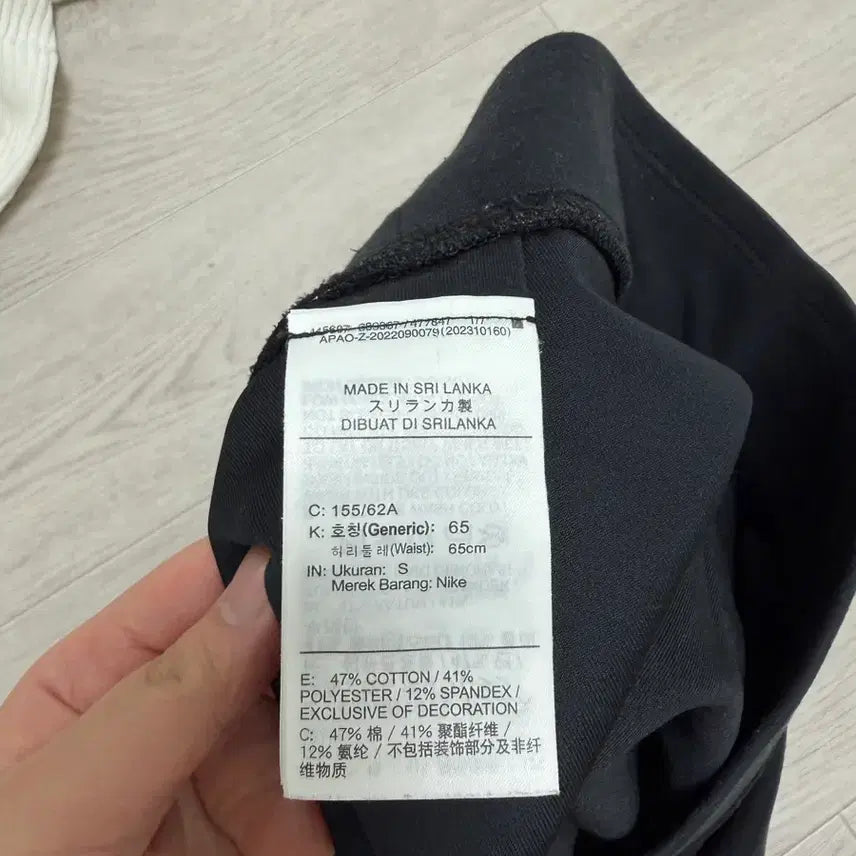 APAO-Z-2022090079(202310160)
MADE IN SRI LANKA
スリランカ製
DIBUAT DI SRILANKA
C: 155/62A
K: 호칭(Generic): 65
허리둘레(Waist): 65cm
IN: Ukuran: S
Merek Barang: Nike
E: 47% COTTON / 41%
POLYESTER / 12% SPANDEX /
EXCLUSIVE OF DECORATION
C: 47% 棉 / 41% 聚酯纤维 /
12% 氨纶 / 不包括装饰部分及非纤
维物质